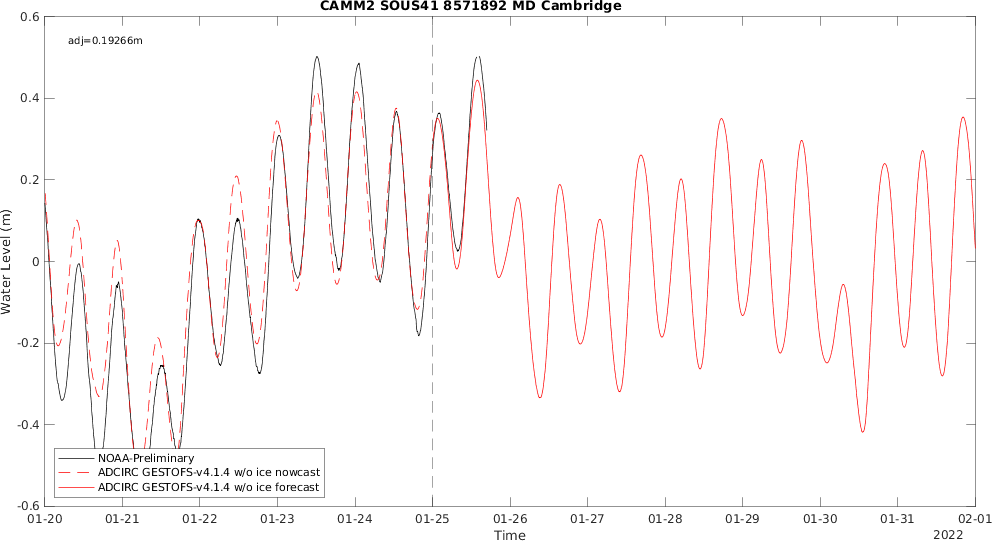 CAMM2 SOUS41 8571892 MD Cambridge
adj=0.19266m
0.6
0.4
0.2
0
-0.2
-0.4
-0.6
Water Level (m)
NOAA-Preliminary
ADCIRC GESTOFS-v4.1.4 w/o ice nowcast
ADCIRC GESTOFS-v4.1.4 w/o ice forecast
01-20 01-21 01-22 01-23 01-24 01-25 01-26 01-27 01-28 01-29 01-30 01-31 02-01
Time
2022